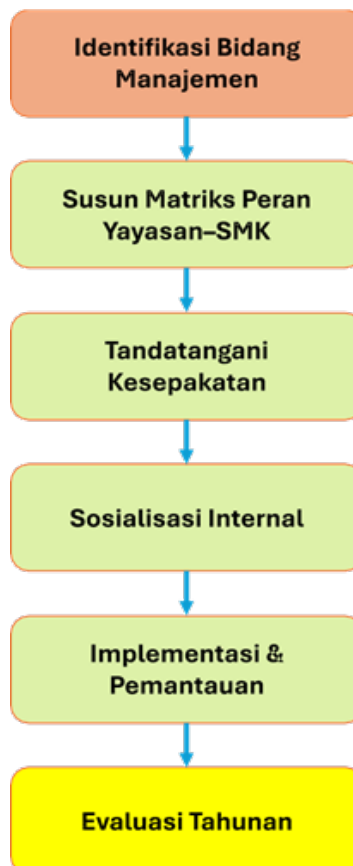 Identifikasi Bidang
Manajemen
Susun Matriks Peran
Yayasan–SMK
Tandatangani
Kesepakatan
Sosialisasi Internal
Implementasi &
Pemantauan
Evaluasi Tahunan